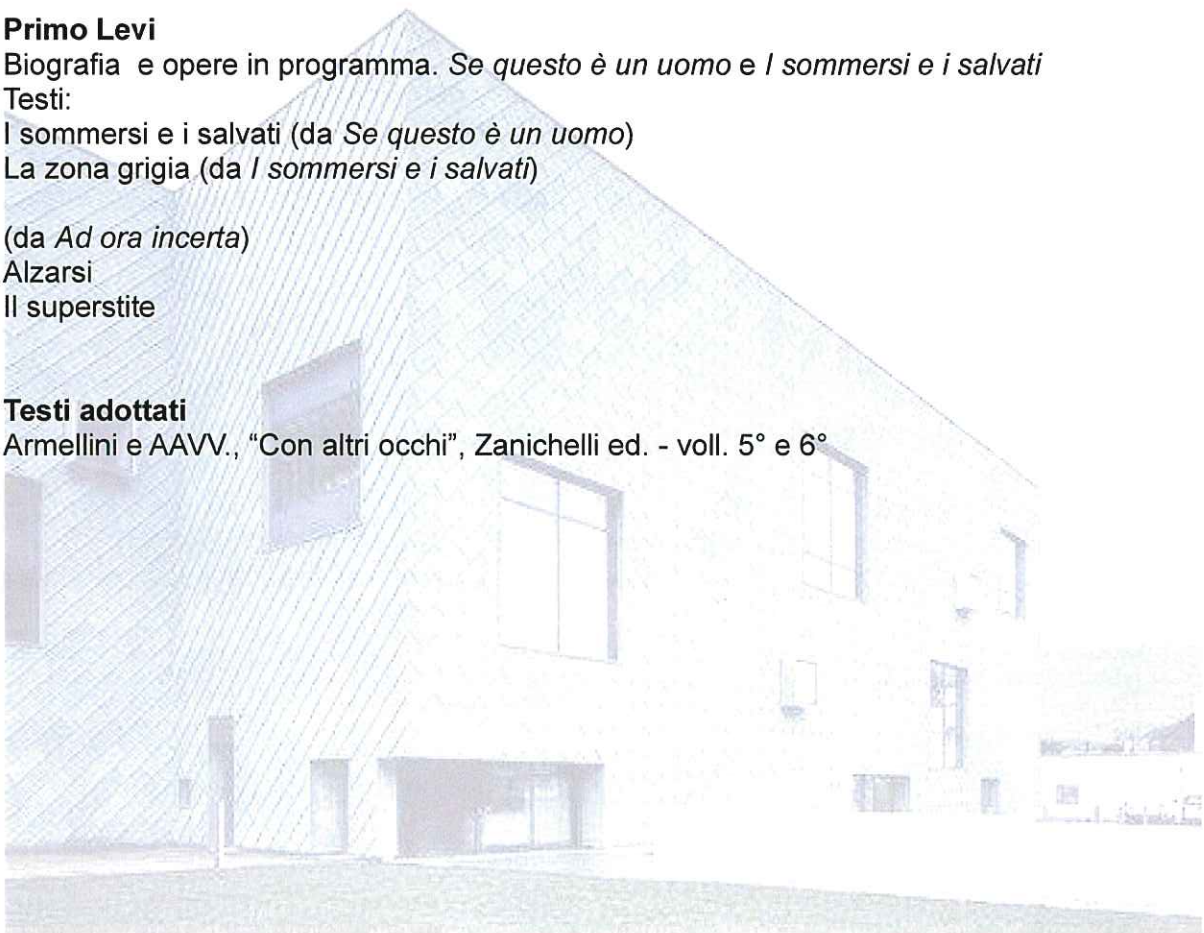 Primo Levi
Biografia  e opere in programma. Se questo è un uomo e I sommersi e i salvati
Testi:
I sommersi e i salvati (da Se questo è un uomo)
La zona grigia (da I sommersi e i salvati)
(da Ad ora incerta)
Alzarsi
Il superstite
Testi adottati
Armellini e AAVV., “Con altri occhi”, Zanichelli ed. - voll. 5° e 6°